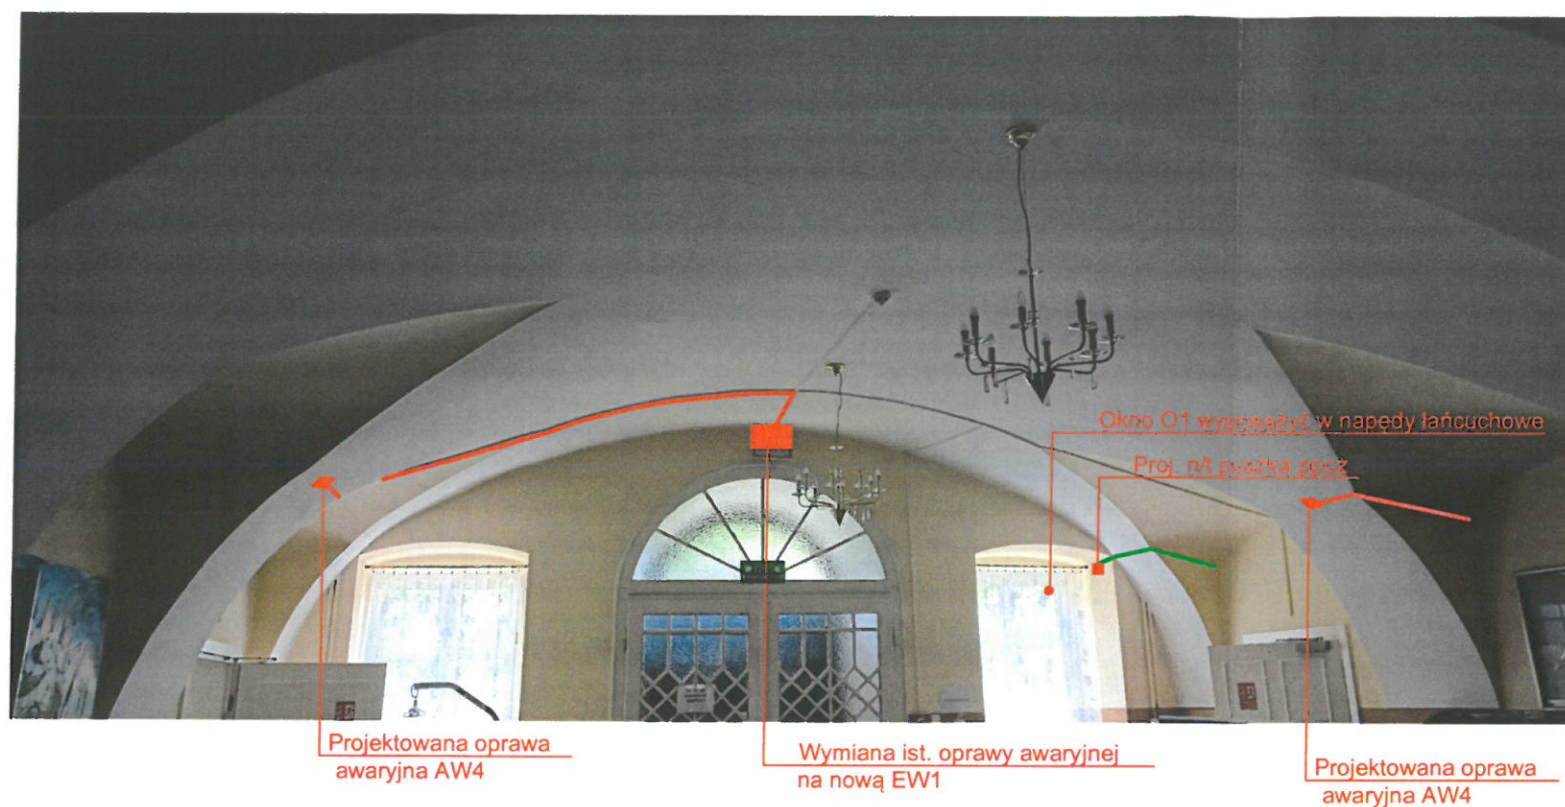 Okno O1 wyposażyć w napędy łańcuchowe
Proj. n/t puszka ppoż
Projektowana oprawa
awaryjna AW4
Wymiana ist. oprawy awaryjnej
na nową EW1
Projektowana oprawa
awaryjna AW4